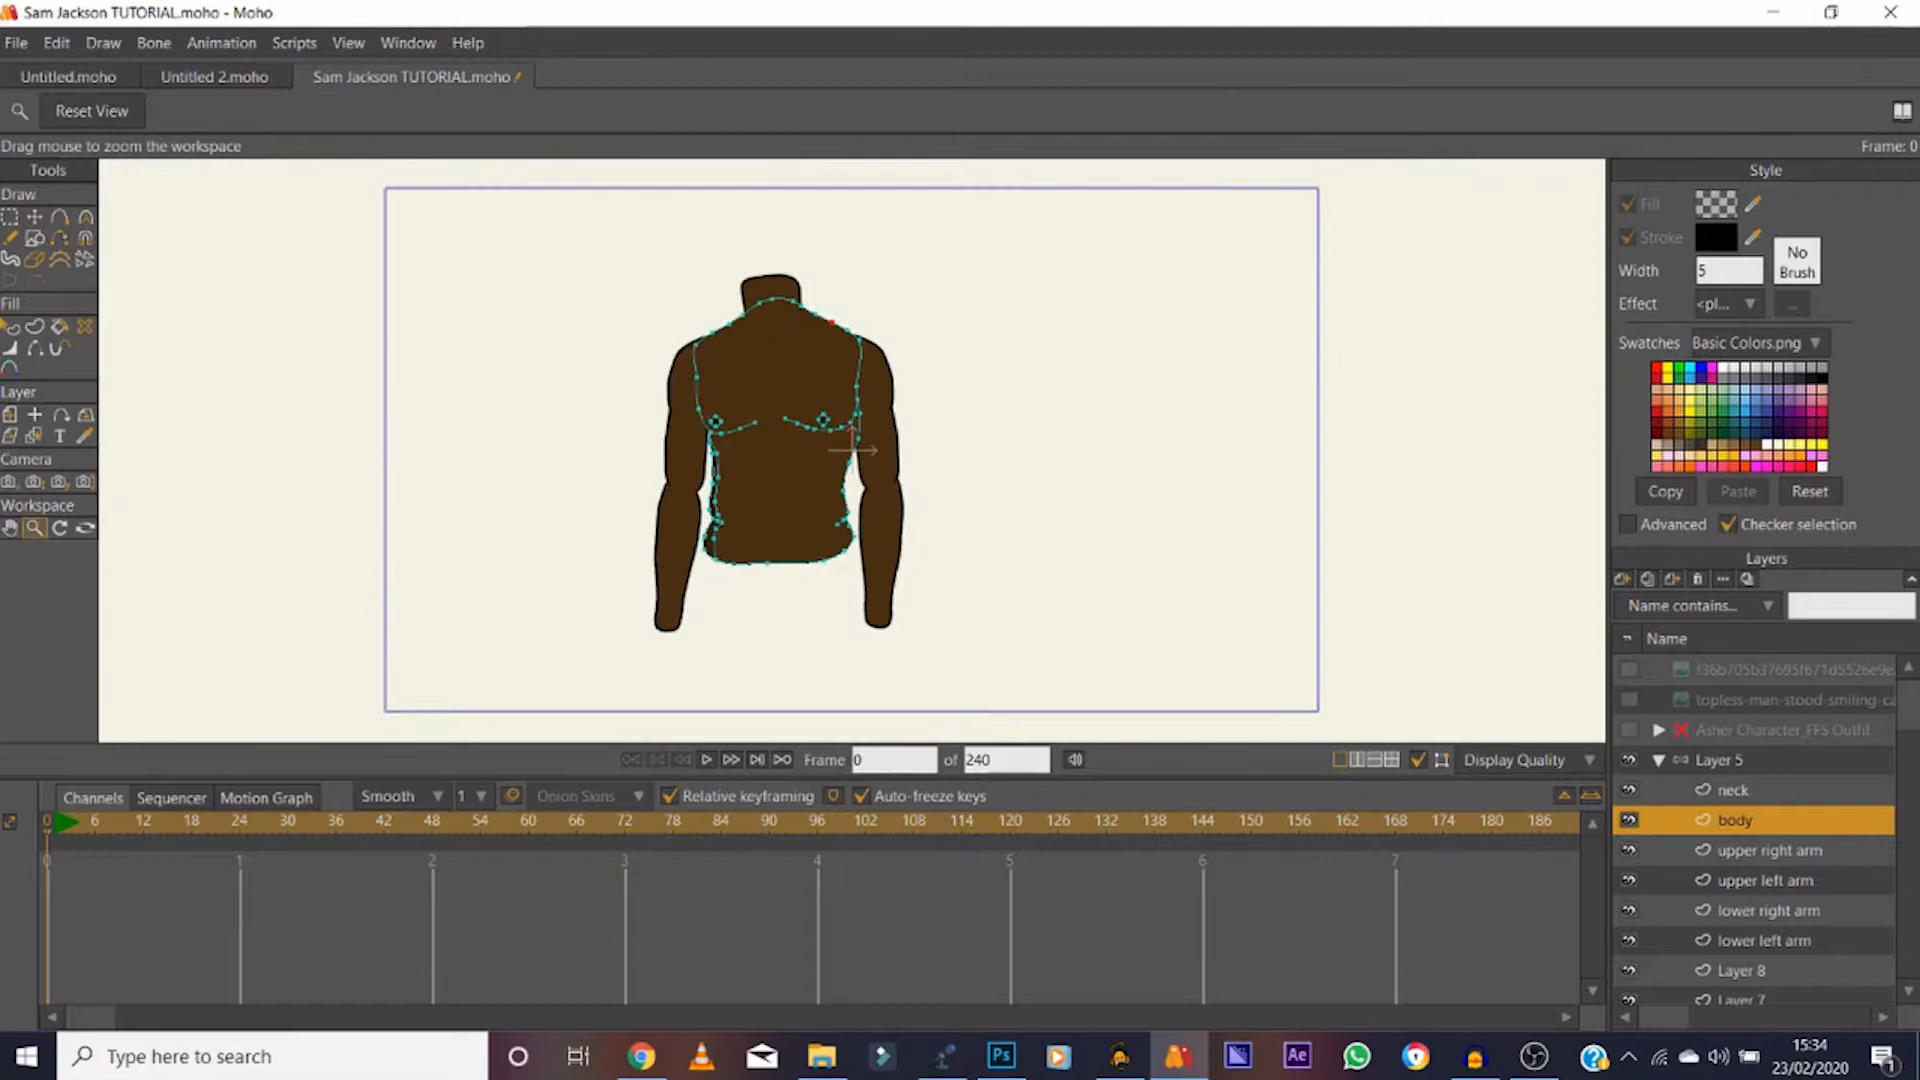 Sam Jackson TUTORIAL.moho - Moho
File Edit Draw Bone Animation Scripts View Window Help
Untitled.moho Untitled 2.moho Sam Jackson TUTORIAL.moho
Reset View
Drag mouse to zoom the workspace Frame: 0
Tools Style
Draw
Fill
Stroke
No Brush
Width 5
Effect <pl... ...
Fill
Swatches Basic Colors.png
Layer
Camera
Workspace
Copy Paste Reset
Advanced Checker selection
Layers
Name contains...
Name
f36b705b37695f671d5526e9e
topless-man-stood-smiling-ca
Asher Character_FFS Outfit
Layer 5
neck
body
upper right arm
upper left arm
lower right arm
lower left arm
Layer 8
Layer 7
Frame 0 of 240 Display Quality
Channels Sequencer Motion Graph Smooth 1 Onion Skins Relative keyframing Auto-freeze keys
0 6 12 18 24 30 36 42 48 54 60 66 72 78 84 90 96 102 108 114 120 126 132 138 144 150 156 162 168 174 180 186
0 1 2 3 4 5 6 7
Type here to search
Ps
Ae
15:34
23/02/2020
1